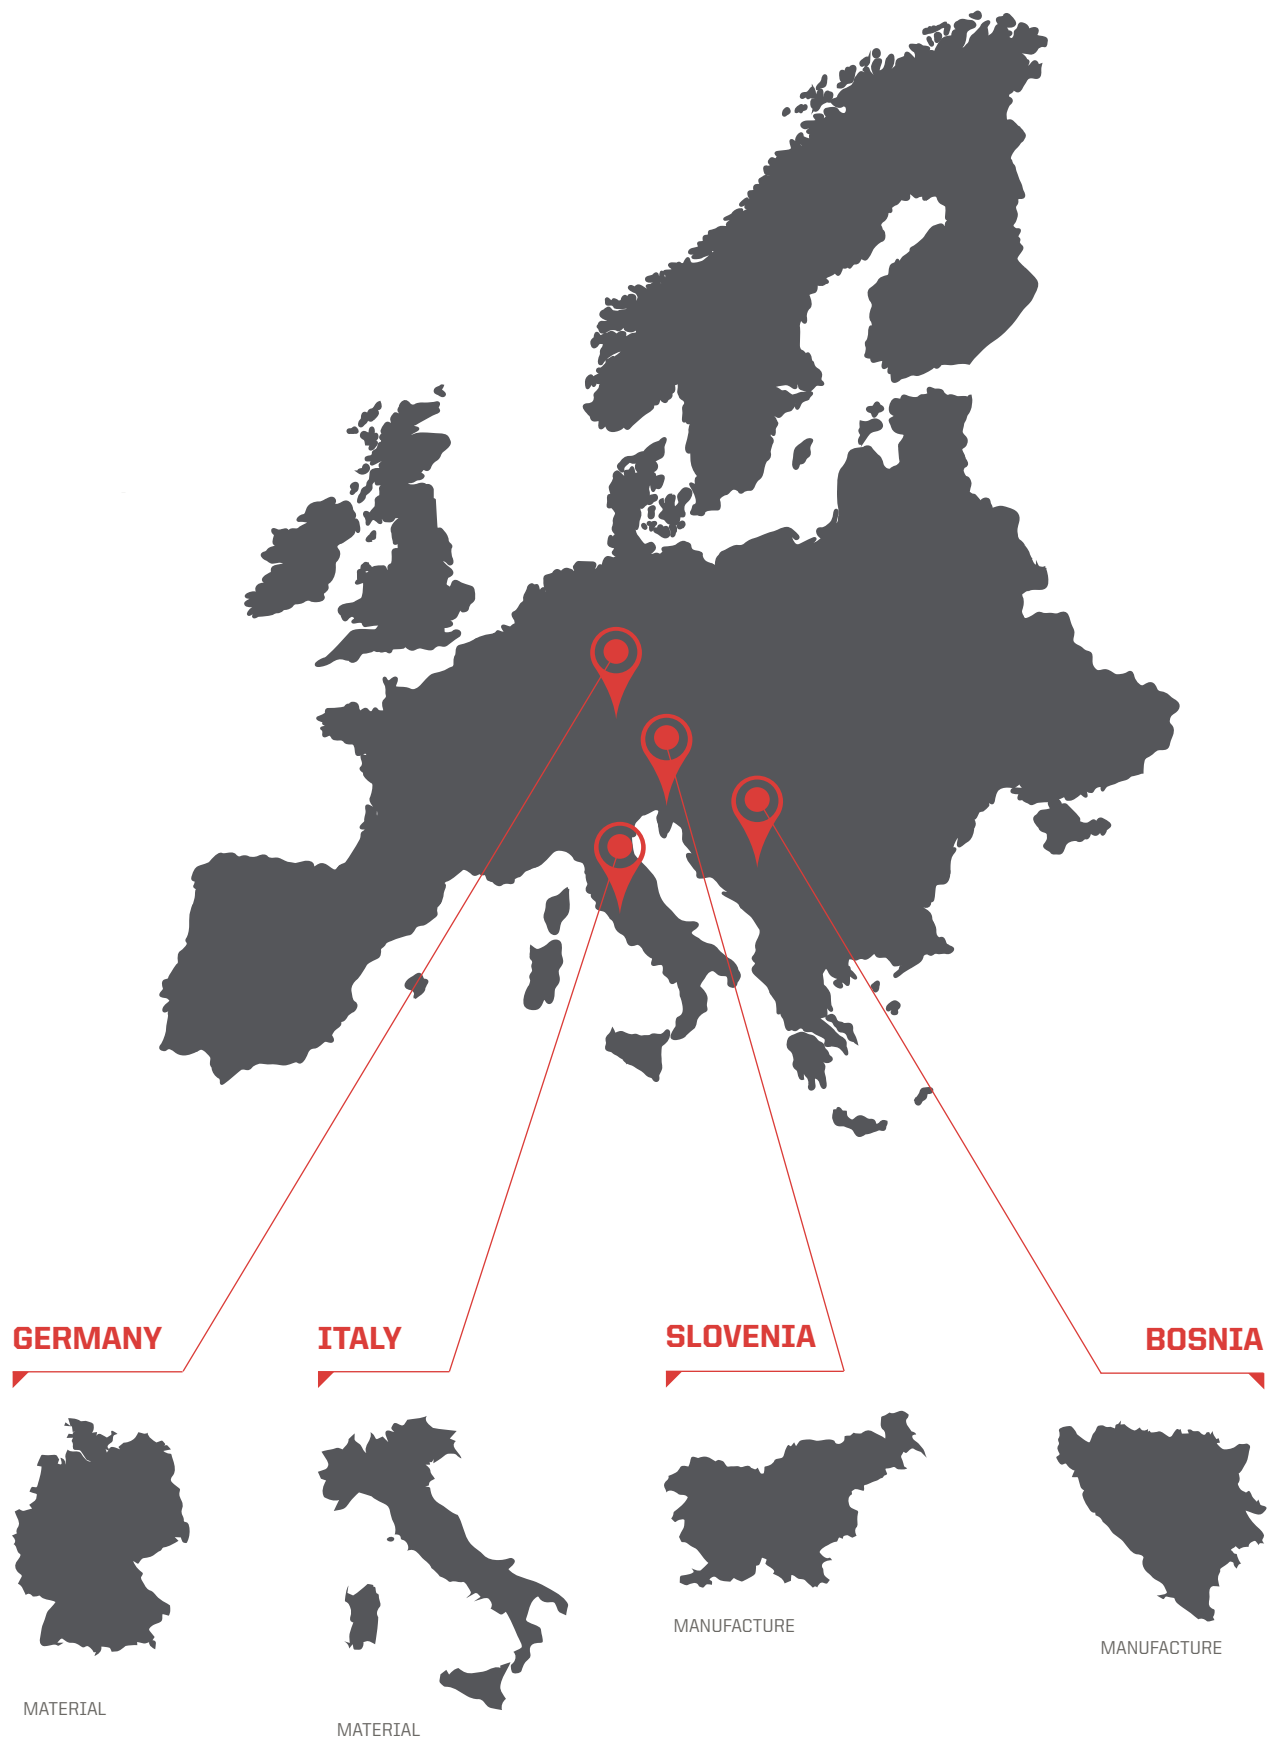 GERMANY
ITALY
SLOVENIA
BOSNIA
MANUFACTURE
MANUFACTURE
MATERIAL
MATERIAL